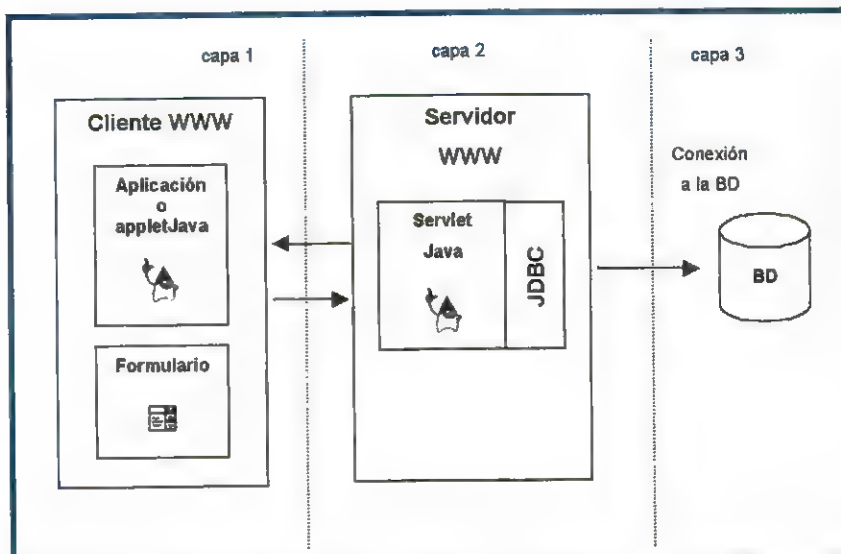 capa 1
capa 2
capa 3
Cliente WWW
Aplicación
o
appletJava
Formulario
Servidor
WWW
Servlet
Java
JDBC
Conexión
a la BD
BD